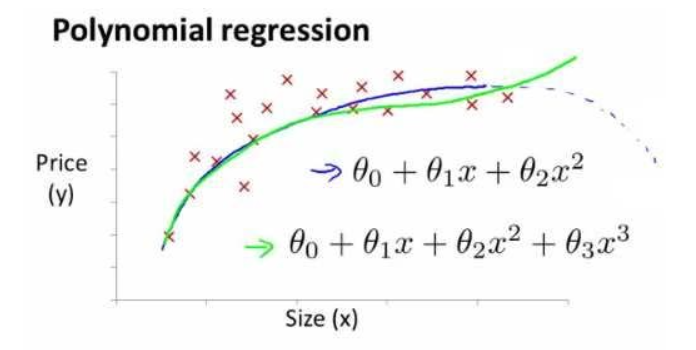 Polynomial regression
Price
(y)
→ θ₀ + θ₁x + θ₂x²
→ θ₀ + θ₁x + θ₂x² + θ₃x³
Size (x)